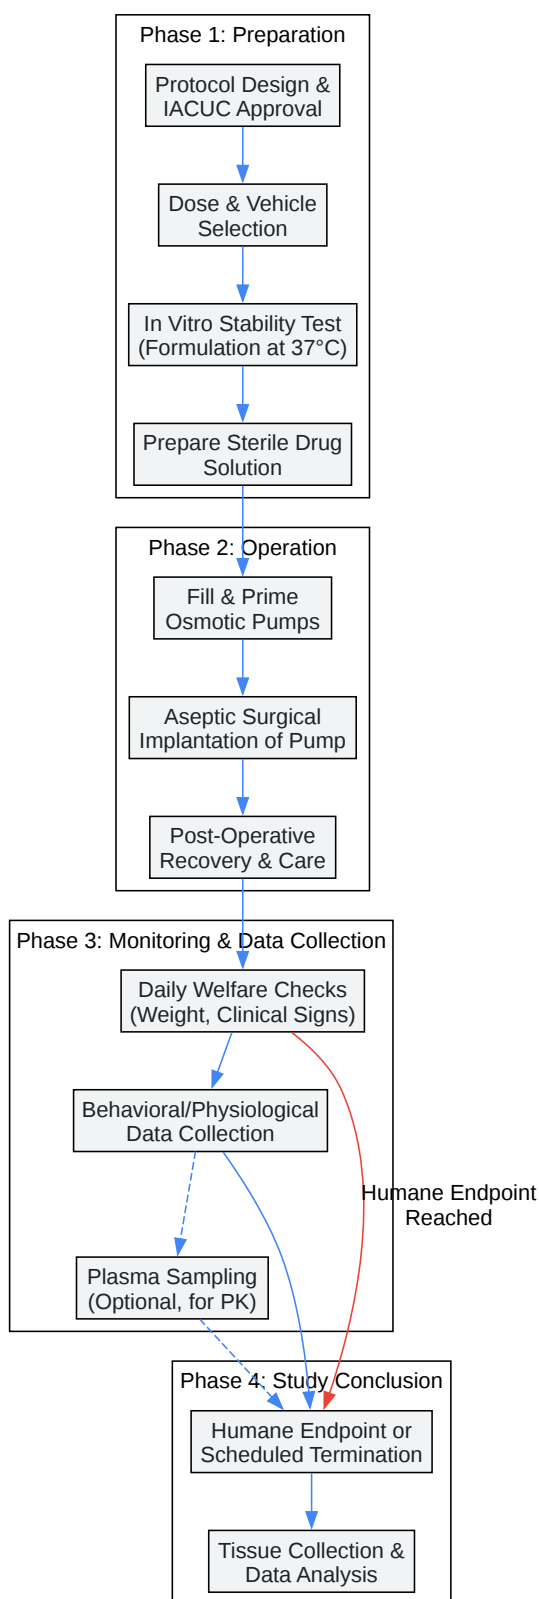 Phase 1: Preparation
Protocol Design &
IACUC Approval
Dose & Vehicle
Selection
In Vitro Stability Test
(Formulation at 37°C)
Prepare Sterile Drug
Solution
Phase 2: Operation
Fill & Prime
Osmotic Pumps
Aseptic Surgical
Implantation of Pump
Post-Operative
Recovery & Care
Phase 3: Monitoring & Data Collection
Daily Welfare Checks
(Weight, Clinical Signs)
Behavioral/Physiological
Data Collection
Humane Endpoint
Reached
Plasma Sampling
(Optional, for PK)
Phase 4: Study Conclusion
Humane Endpoint or
Scheduled Termination
Tissue Collection &
Data Analysis